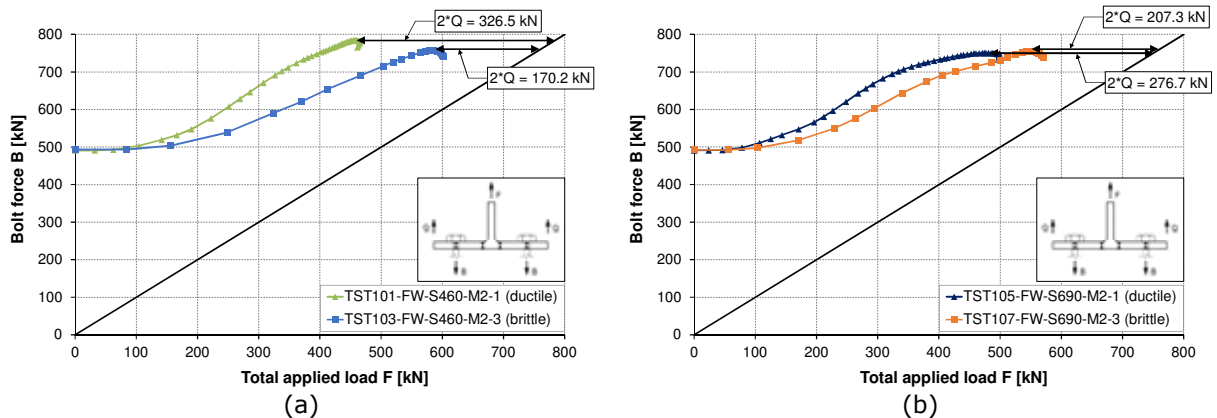 2*Q = 326.5 kN
2*Q = 170.2 kN
Bolt force B [kN]
800
700
600
500
400
300
200
100
0
F
Q
Q
B
B
TST101-FW-S460-M2-1 (ductile)
TST103-FW-S460-M2-3 (brittle)
0 100 200 300 400 500 600 700 800
Total applied load F [kN]
(a)
2*Q = 207.3 kN
2*Q = 276.7 kN
Bolt force B [kN]
800
700
600
500
400
300
200
100
0
F
Q
Q
B
B
TST105-FW-S690-M2-1 (ductile)
TST107-FW-S690-M2-3 (brittle)
0 100 200 300 400 500 600 700 800
Total applied load F [kN]
(b)